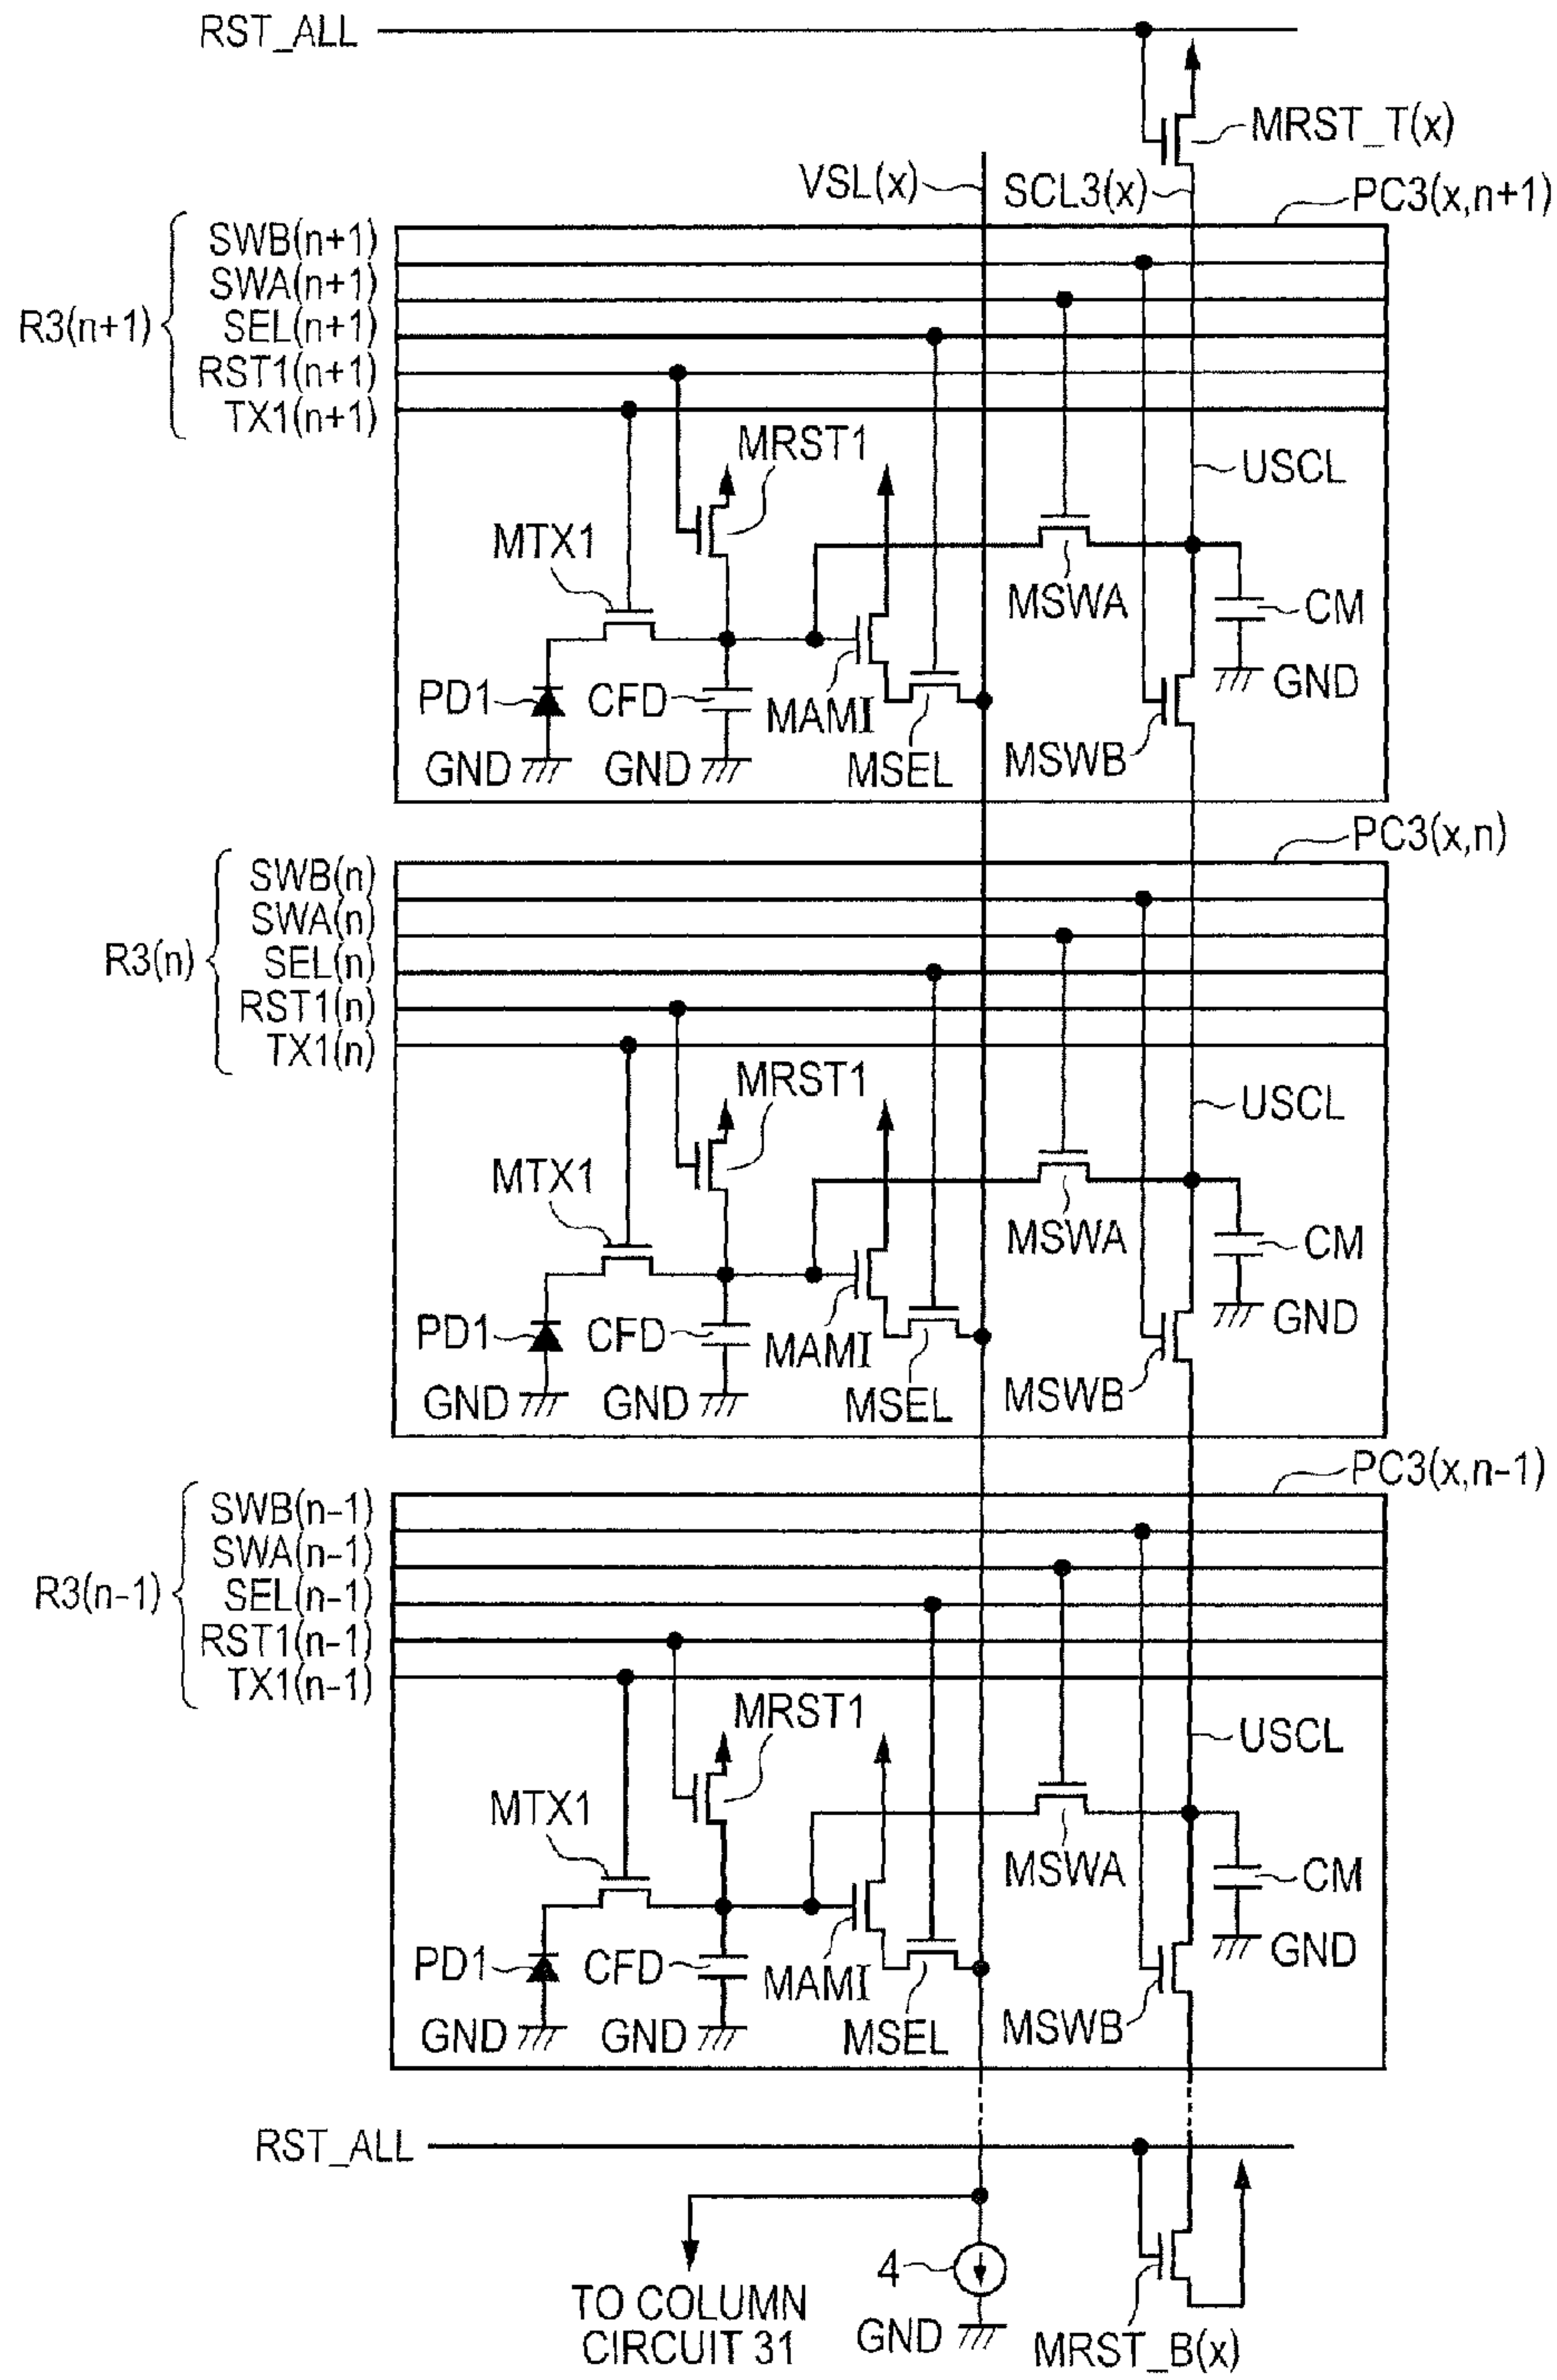 RST_ALL
MRST_T(x)
VSL(x)
SCL3(x)
PC3(x,n+1)
R3(n+1)
SWB(n+1)
SWA(n+1)
SEL(n+1)
RST1(n+1)
TX1(n+1)
MRST1
USCL
MTX1
MSWA
CM
PD1
CFD
MAMI
GND
MSWB
GND
GND
MSEL
PC3(x,n)
R3(n)
SWB(n)
SWA(n)
SEL(n)
RST1(n)
TX1(n)
MRST1
USCL
MTX1
MSWA
CM
PD1
CFD
MAMI
GND
MSWB
GND
GND
MSEL
PC3(x,n-1)
R3(n-1)
SWB(n-1)
SWA(n-1)
SEL(n-1)
RST1(n-1)
TX1(n-1)
MRST1
USCL
MTX1
MSWA
CM
PD1
CFD
MAMI
GND
MSWB
GND
GND
MSEL
RST_ALL
4
TO COLUMN
CIRCUIT 31
GND
MRST_B(x)